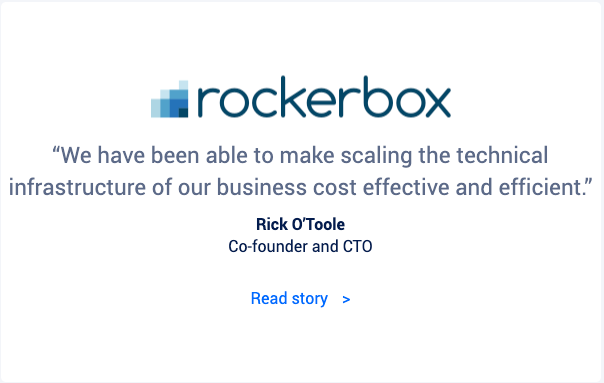 rockerbox
“We have been able to make scaling the technical
infrastructure of our business cost effective and efficient.”
Rick O’Toole
Co-founder and CTO
Read story >